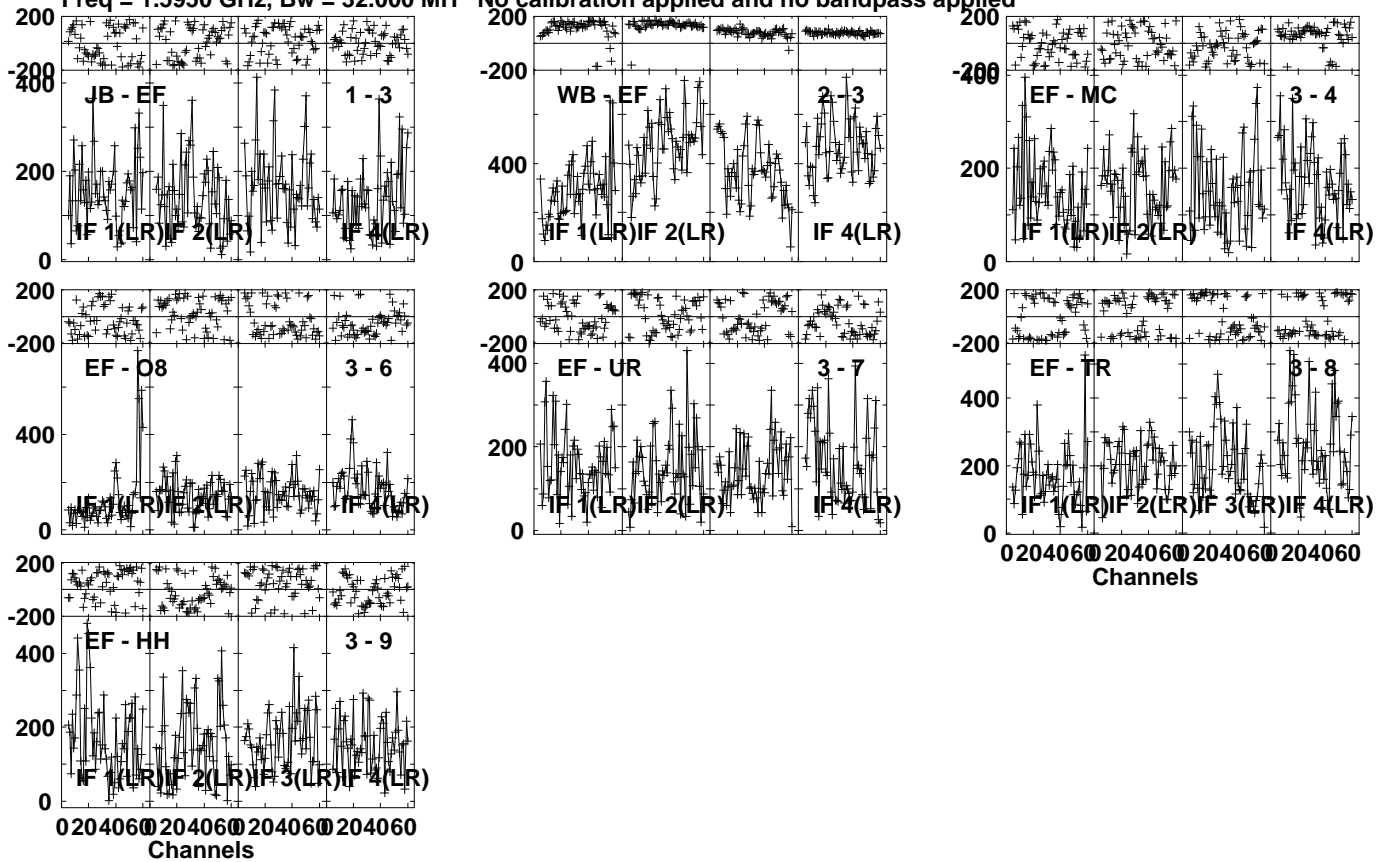 Freq = 1.5950 GHz, Bw = 32.000 MH No calibration applied and no bandpass applied
200
-200
JB - EF 1 - 3
400
200
0
IF 1(LR) IF 2(LR) IF 4(LR)
200
-200
WB - EF 2 - 3
400
0
IF 1(LR) IF 2(LR) IF 4(LR)
200
-200
EF - MC 3 - 4
400
200
0
IF 1(LR) IF 2(LR) IF 4(LR)
200
-200
EF - O8 3 - 6
400
0
IF 1(LR) IF 2(LR) IF 4(LR)
200
-200
EF - UR 3 - 7
400
200
0
IF 1(LR) IF 2(LR) IF 4(LR)
200
-200
EF - TR 3 - 8
400
200
0
IF 1(LR) IF 2(LR) IF 3(LR) IF 4(LR)
0 20 40 60 0 20 40 60 0 20 40 60 0 20 40 60
Channels
200
-200
EF - HH 3 - 9
400
200
0
IF 1(LR) IF 2(LR) IF 3(LR) IF 4(LR)
0 20 40 60 0 20 40 60 0 20 40 60 0 20 40 60
Channels